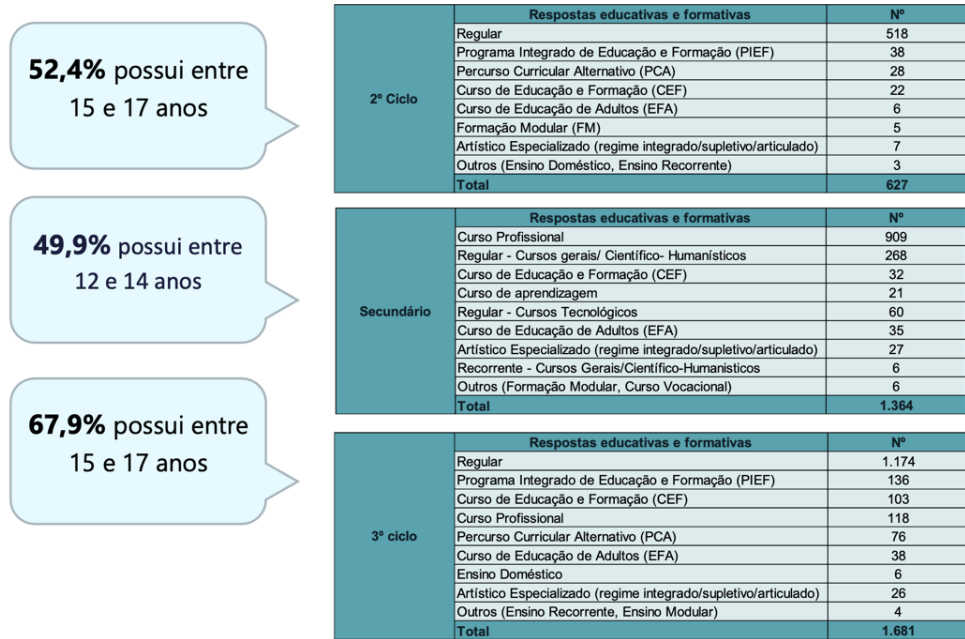 52,4% possui entre
15 e 17 anos
49,9% possui entre
12 e 14 anos
67,9% possui entre
15 e 17 anos
2º Ciclo
Respostas educativas e formativas Nº
Regular 518
Programa Integrado de Educação e Formação (PIEF) 38
Percurso Curricular Alternativo (PCA) 28
Curso de Educação e Formação (CEF) 22
Curso de Educação de Adultos (EFA) 6
Formação Modular (FM) 5
Artístico Especializado (regime integrado/supletivo/articulado) 7
Outros (Ensino Doméstico, Ensino Recorrente) 3
Total 627
Secundário
Respostas educativas e formativas Nº
Curso Profissional 909
Regular - Cursos gerais/ Científico- Humanísticos 268
Curso de Educação e Formação (CEF) 32
Curso de aprendizagem 21
Regular - Cursos Tecnológicos 60
Curso de Educação de Adultos (EFA) 35
Artístico Especializado (regime integrado/supletivo/articulado) 27
Recorrente - Cursos Gerais/Científico-Humanisticos 6
Outros (Formação Modular, Curso Vocacional) 6
Total 1.364
3º ciclo
Respostas educativas e formativas Nº
Regular 1.174
Programa Integrado de Educação e Formação (PIEF) 136
Curso de Educação e Formação (CEF) 103
Curso Profissional 118
Percurso Curricular Alternativo (PCA) 76
Curso de Educação de Adultos (EFA) 38
Ensino Doméstico 6
Artístico Especializado (regime integrado/supletivo/articulado) 26
Outros (Ensino Recorrente, Ensino Modular) 4
Total 1.681